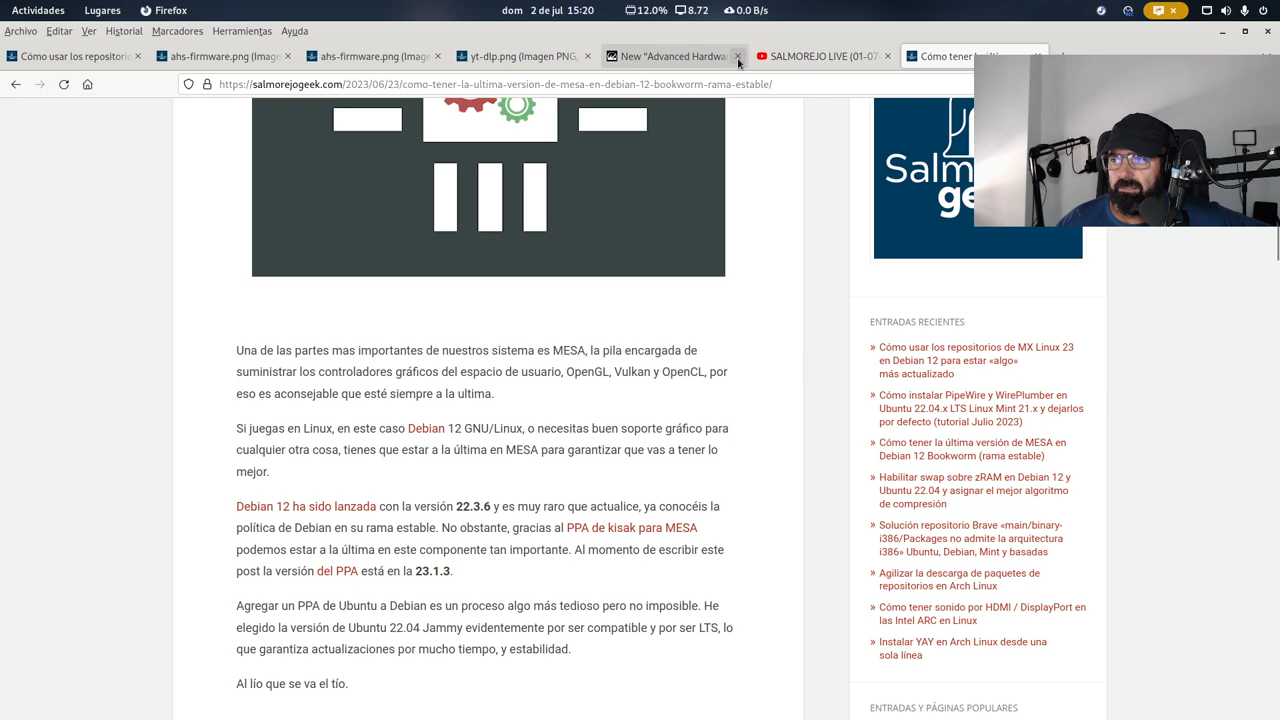 Actividades Lugares Firefox dom 2 de jul 15:20 12.0% 8.72 0.0 B/s
Archivo Editar Ver Historial Marcadores Herramientas Ayuda
Cómo usar los repositorio ahs-firmware.png (Image ahs-firmware.png (Image yt-dlp.png (Imagen PNG, New "Advanced Hardwa SALMOREJO LIVE (01-07 Cómo tener
https://salmorejogeek.com/2023/06/23/como-tener-la-ultima-version-de-mesa-en-debian-12-bookworm-rama-estable/
Una de las partes mas importantes de nuestros sistema es MESA, la pila encargada de
suministrar los controladores gráficos del espacio de usuario, OpenGL, Vulkan y OpenCL, por
eso es aconsejable que esté siempre a la ultima.
Si juegas en Linux, en este caso Debian 12 GNU/Linux, o necesitas buen soporte gráfico para
cualquier otra cosa, tienes que estar a la última en MESA para garantizar que vas a tener lo
mejor.
Debian 12 ha sido lanzada con la versión 22.3.6 y es muy raro que actualice, ya conocéis la
política de Debian en su rama estable. No obstante, gracias al PPA de kisak para MESA
podemos estar a la última en este componente tan importante. Al momento de escribir este
post la versión del PPA está en la 23.1.3.
Agregar un PPA de Ubuntu a Debian es un proceso algo más tedioso pero no imposible. He
elegido la versión de Ubuntu 22.04 Jammy evidentemente por ser compatible y por ser LTS, lo
que garantiza actualizaciones por mucho tiempo, y estabilidad.
Al lío que se va el tío.
Salm
ge
ENTRADAS RECIENTES
» Cómo usar los repositorios de MX Linux 23
en Debian 12 para estar «algo»
más actualizado
» Cómo instalar PipeWire y WirePlumber en
Ubuntu 22.04.x LTS Linux Mint 21.x y dejarlos
por defecto (tutorial Julio 2023)
» Cómo tener la última versión de MESA en
Debian 12 Bookworm (rama estable)
» Habilitar swap sobre zRAM en Debian 12 y
Ubuntu 22.04 y asignar el mejor algoritmo
de compresión
» Solución repositorio Brave «main/binary-
i386/Packages no admite la arquitectura
i386» Ubuntu, Debian, Mint y basadas
» Agilizar la descarga de paquetes de
repositorios en Arch Linux
» Cómo tener sonido por HDMI / DisplayPort en
las Intel ARC en Linux
» Instalar YAY en Arch Linux desde una
sola línea
ENTRADAS Y PÁGINAS POPULARES